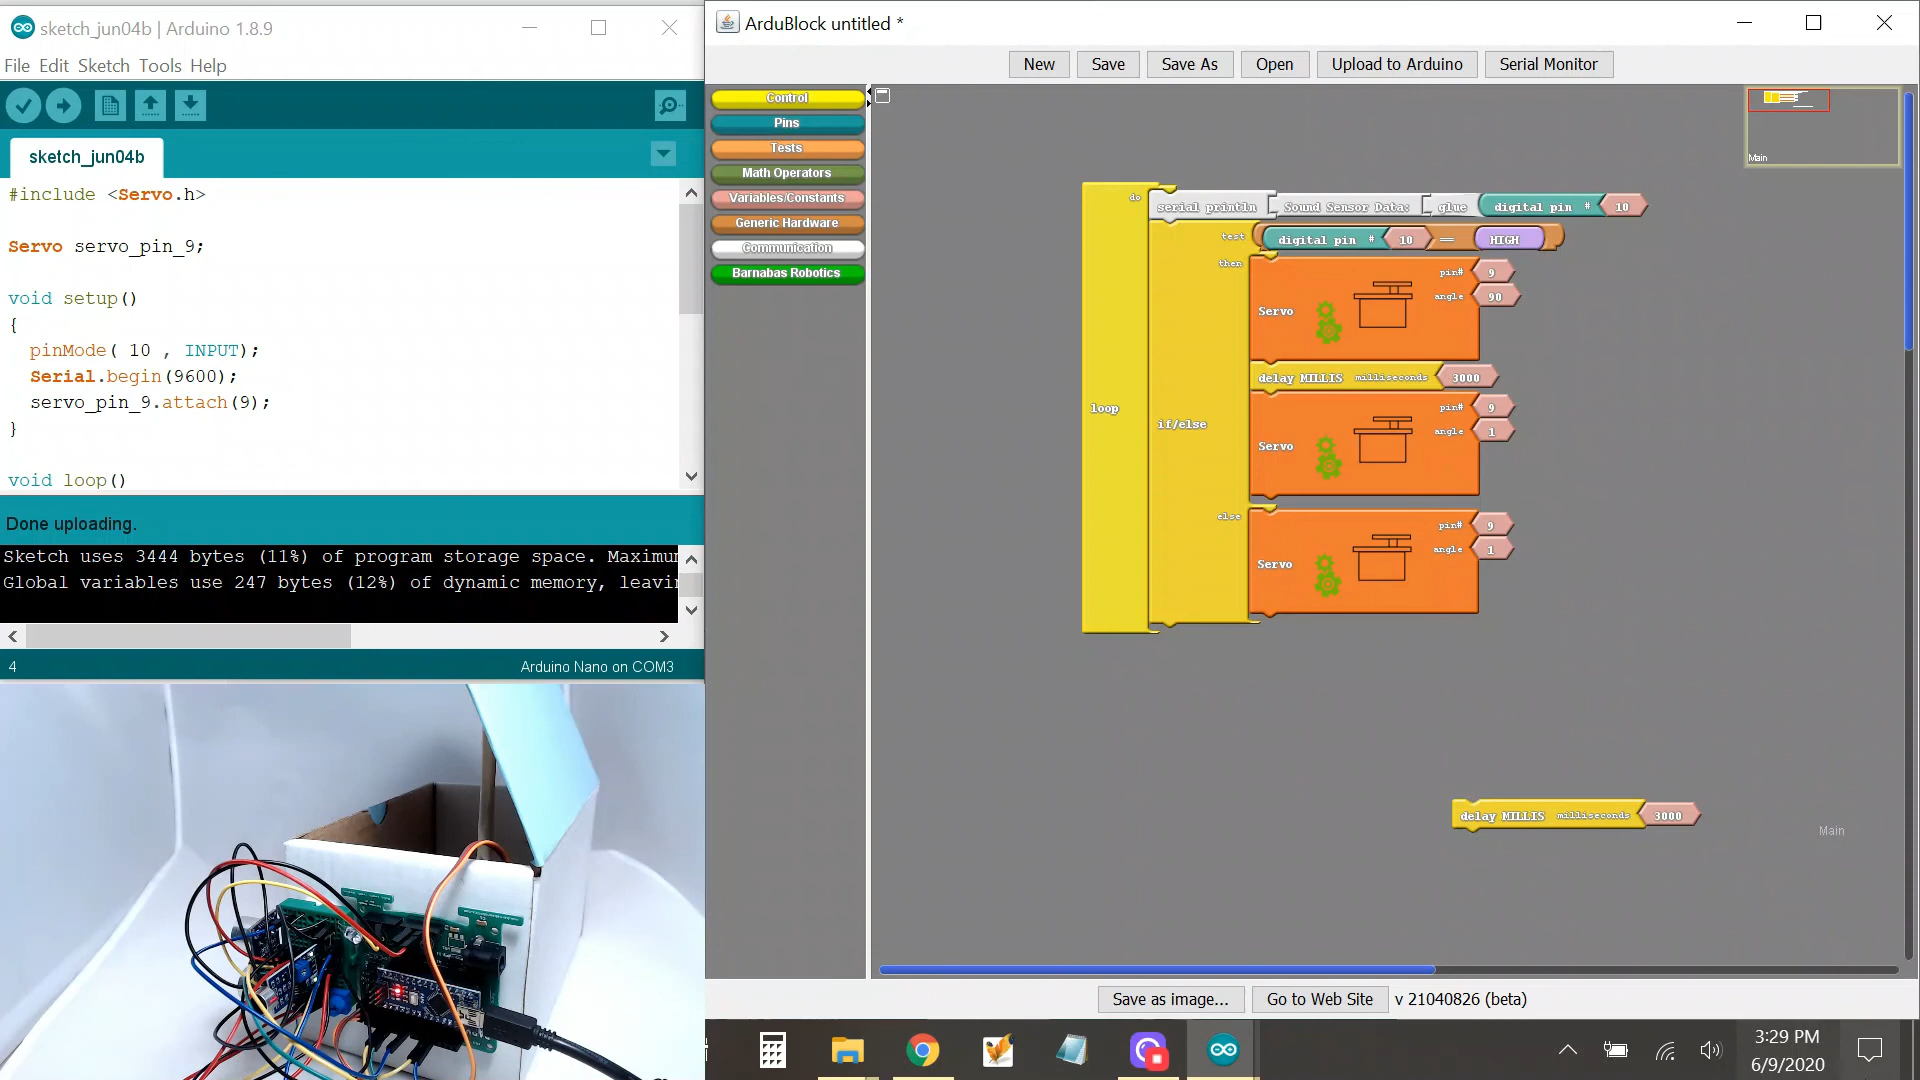 sketch_jun04b | Arduino 1.8.9
File Edit Sketch Tools Help
sketch_jun04b
#include <Servo.h>
Servo servo_pin_9;
void setup()
{
pinMode( 10 , INPUT);
Serial.begin(9600);
servo_pin_9.attach(9);
}
void loop()
Done uploading.
Sketch uses 3444 bytes (11%) of program storage space. Maximum
Global variables use 247 bytes (12%) of dynamic memory, leavi
4
Arduino Nano on COM3
ArduBlock untitled *
New Save Save As Open Upload to Arduino Serial Monitor
Control
Pins
Tests
Math Operators
Variables/Constants
Generic Hardware
Communication
Barnabas Robotics
Main
do serial println Sound Sensor Data: glue digital pin # 10
test digital pin # 10 == HIGH
then
pin# 9
angle 90
Servo
delay MILLIS milliseconds 3000
pin# 9
angle 1
Servo
loop
if/else
else
pin# 9
angle 1
Servo
delay MILLIS milliseconds 3000
Main
Save as image... Go to Web Site v 21040826 (beta)
3:29 PM
6/9/2020